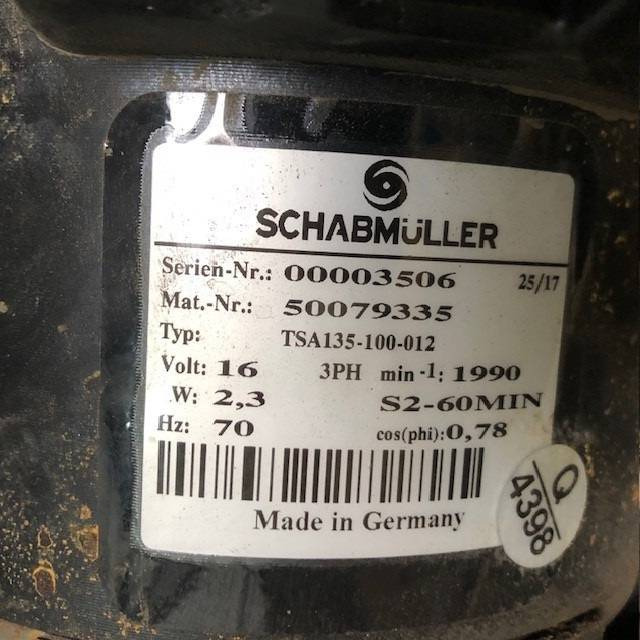 SCHABMÜLLER
Serien-Nr.: 00003506 25/17
Mat.-Nr.: 50079335
Typ: TSA135-100-012
Volt: 16 3PH min -1: 1990
W: 2,3 S2-60MIN
Hz: 70 cos(phi):0,78
Made in Germany
Q
4398